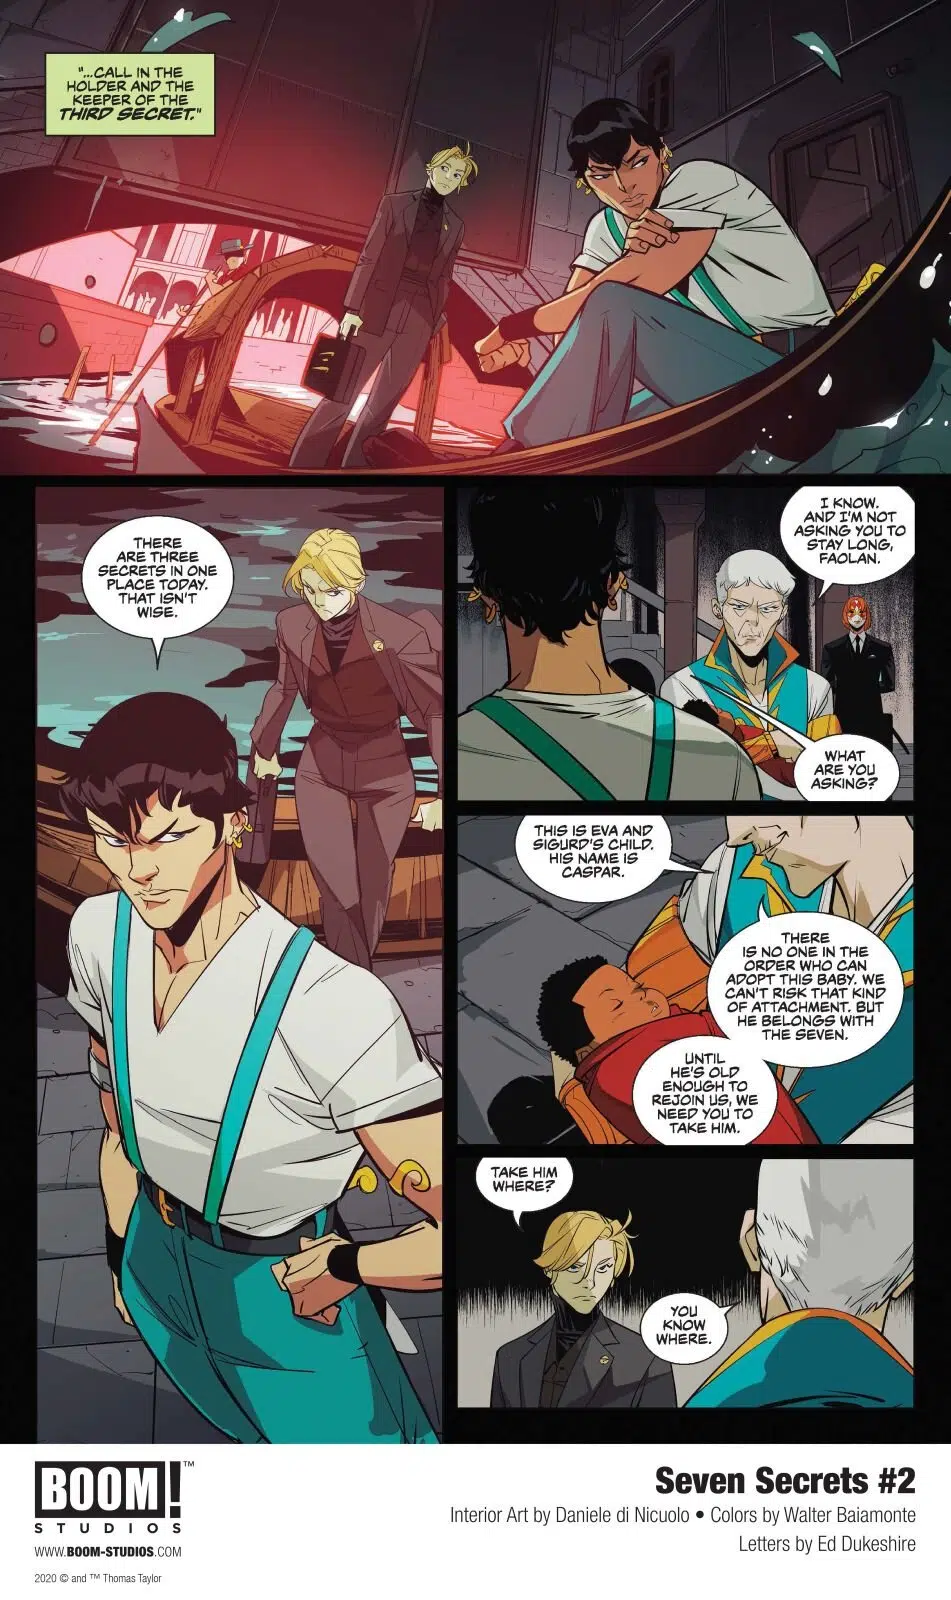 "...CALL IN THE
HOLDER AND THE
KEEPER OF THE
THIRD SECRET."
THERE
ARE THREE
SECRETS IN ONE
PLACE TODAY.
THAT ISN'T
WISE.
I KNOW.
AND I'M NOT
ASKING YOU TO
STAY LONG,
FAOLAN.
WHAT
ARE YOU
ASKING?
THIS IS EVA AND
SIGURD'S CHILD.
HIS NAME IS
CASPAR.
THERE
IS NO ONE IN THE
ORDER WHO CAN
ADOPT THIS BABY. WE
CAN'T RISK THAT KIND
OF ATTACHMENT. BUT
HE BELONGS WITH
THE SEVEN.
UNTIL
HE'S OLD
ENOUGH TO
REJOIN US, WE
NEED YOU TO
TAKE HIM.
TAKE HIM
WHERE?
YOU
KNOW
WHERE.
BOOM!™
STUDIOS
WWW.BOOM-STUDIOS.COM
2020 © and ™ Thomas Taylor
Seven Secrets #2
Interior Art by Daniele di Nicuolo • Colors by Walter Baiamonte
Letters by Ed Dukeshire